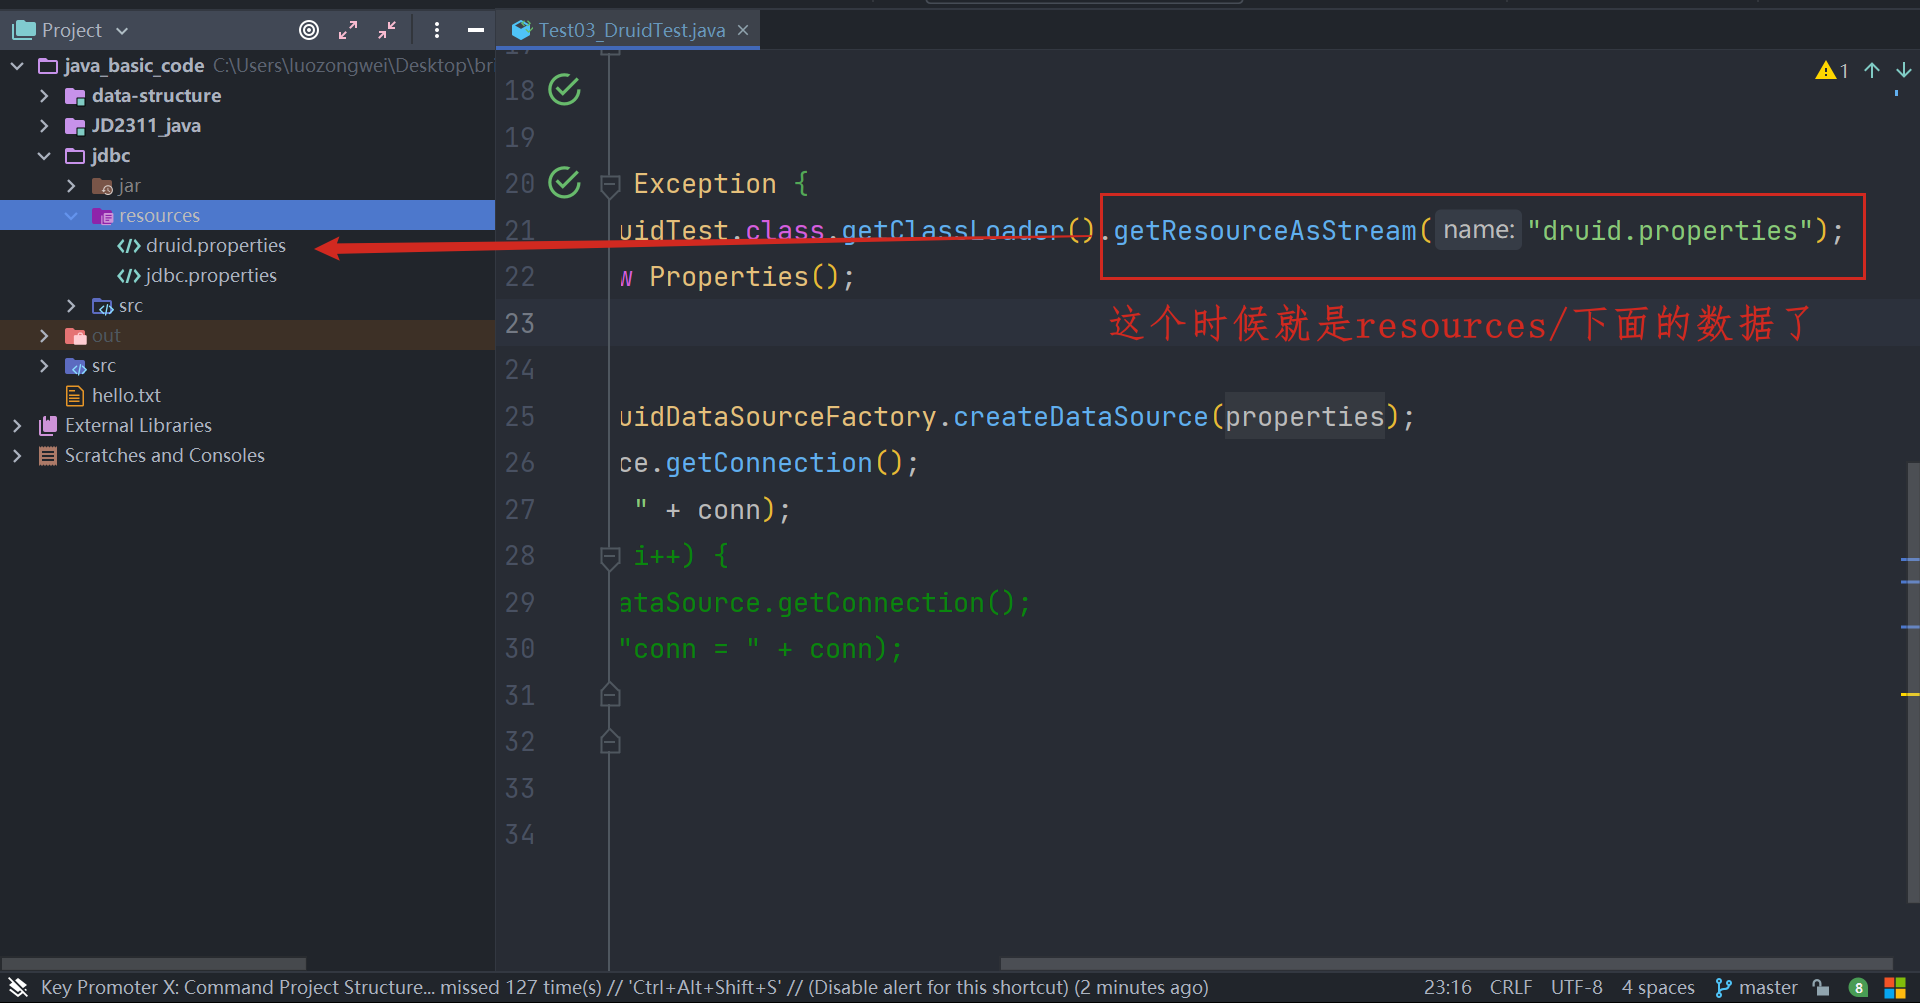 Project
Test03_DruidTest.java
java_basic_code C:\Users\luozongwei\Desktop\bri
data-structure
JD2311_java
jdbc
jar
resources
druid.properties
jdbc.properties
src
out
src
hello.txt
External Libraries
Scratches and Consoles
1
17
18
19
20 Exception {
21 uidTest.class.getClassLoader().getResourceAsStream( name: "druid.properties");
22 w Properties();
23
这个时候就是resources/下面的数据了
24
25 uidDataSourceFactory.createDataSource(properties);
26 ce.getConnection();
27 " + conn);
28 i++) {
29 ataSource.getConnection();
30 "conn = " + conn);
31
32
33
34
Key Promoter X: Command Project Structure... missed 127 time(s) // 'Ctrl+Alt+Shift+S' // (Disable alert for this shortcut) (2 minutes ago) 23:16 CRLF UTF-8 4 spaces master 8